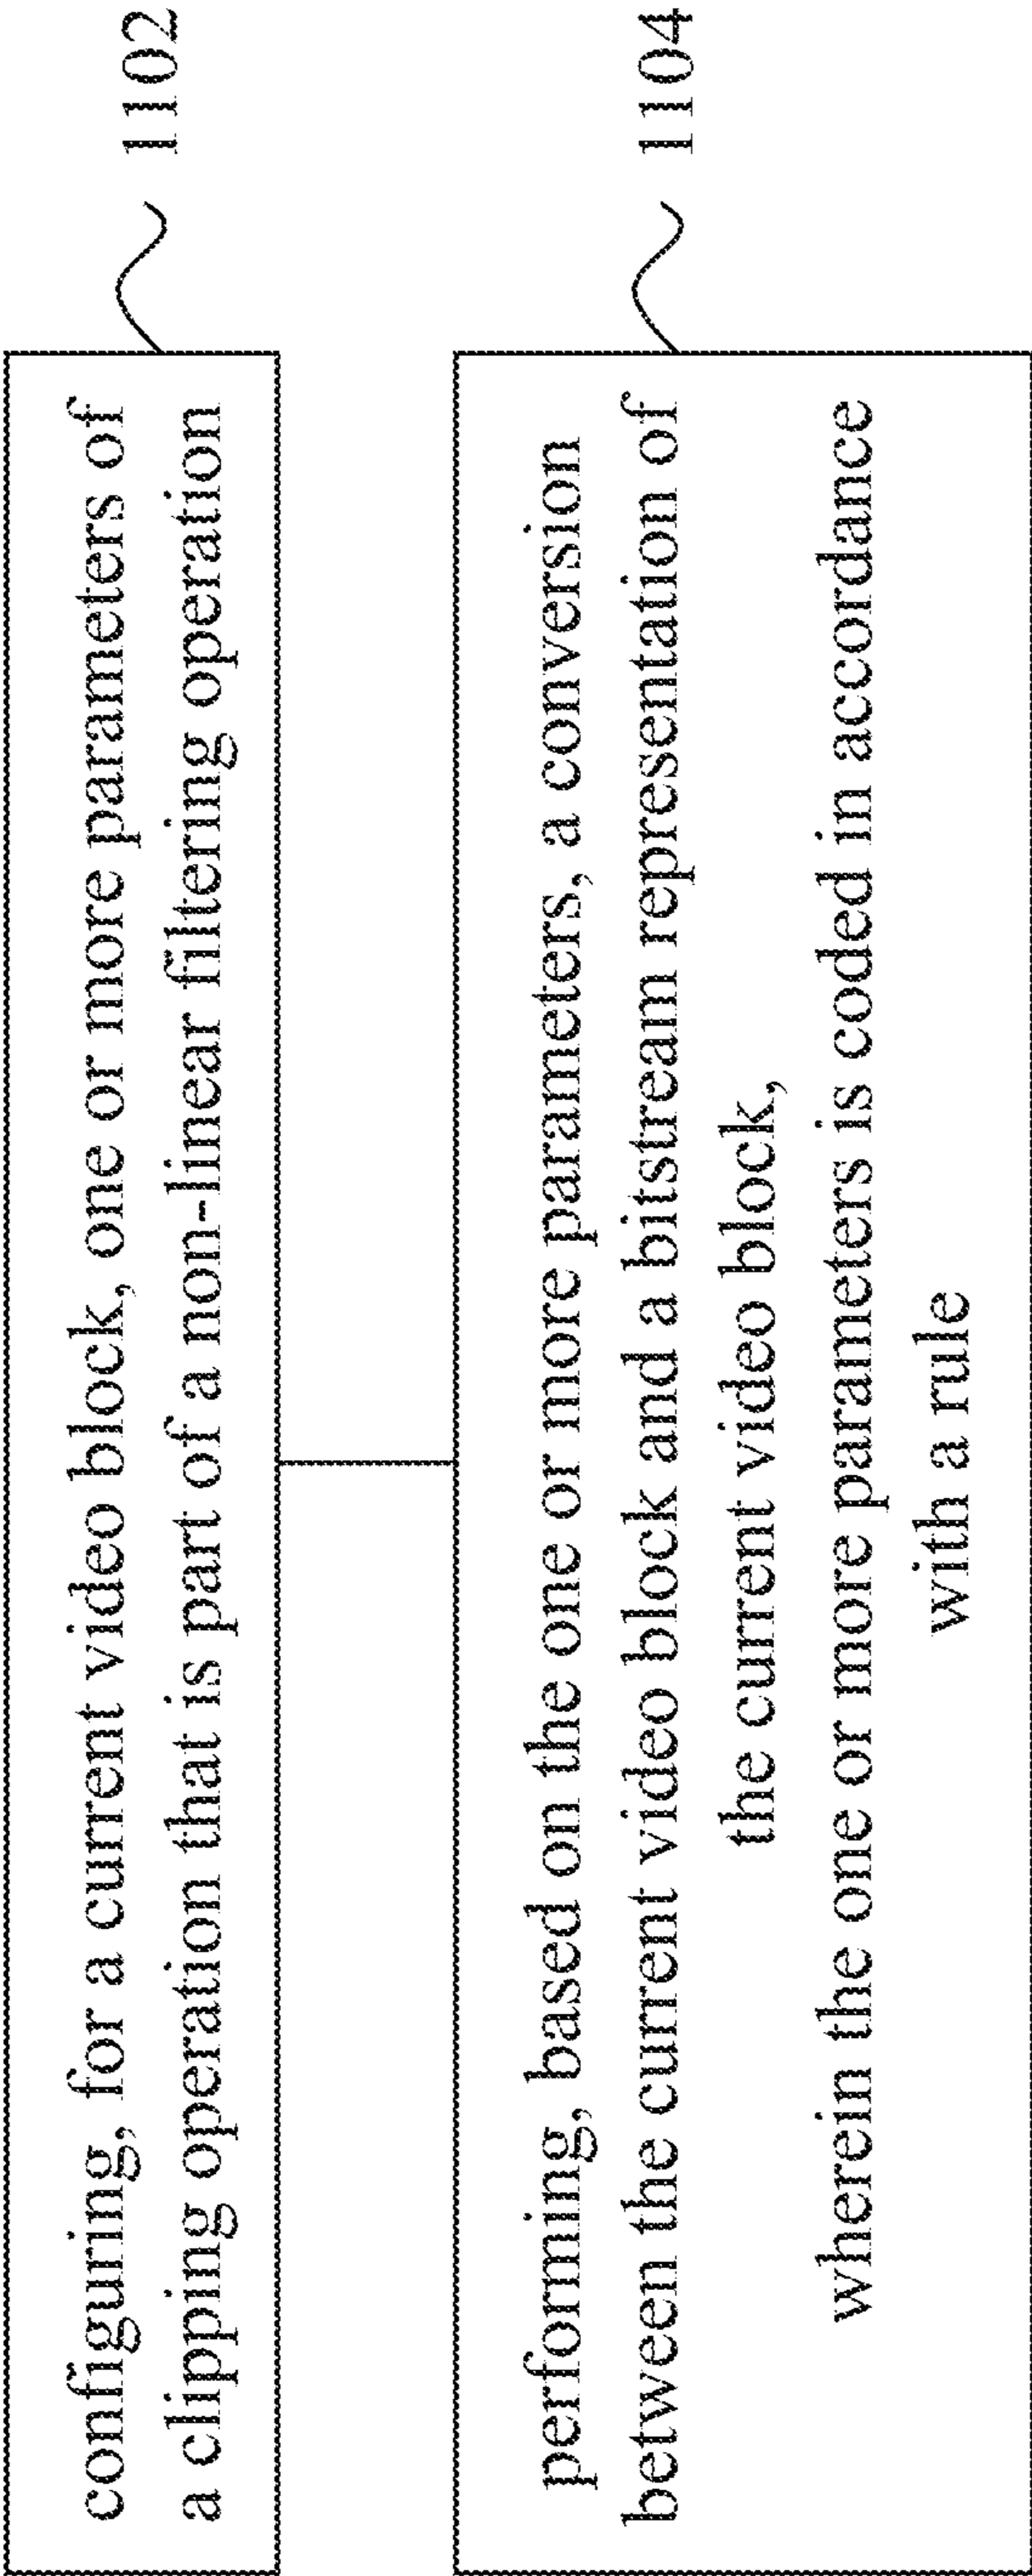 configuring, for a current video block, one or more parameters of
a clipping operation that is part of a non-linear filtering operation
1102
performing, based on the one or more parameters, a conversion
between the current video block and a bitstream representation of
the current video block,
wherein the one or more parameters is coded in accordance
with a rule
1104